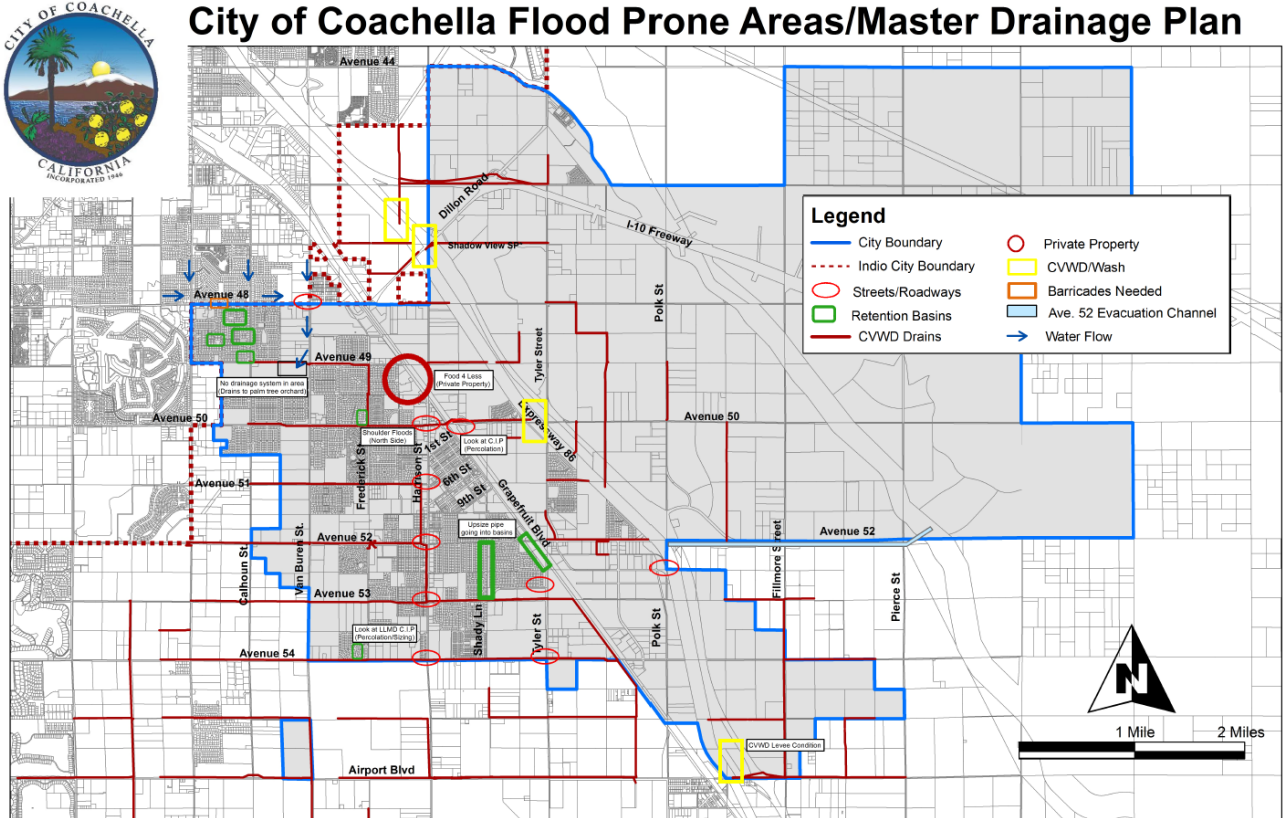 City of Coachella Flood Prone Areas/Master Drainage Plan
CITY OF COACHELLA
CALIFORNIA
INCORPORATED 1946
Avenue 44
Dillon Road
I-10 Freeway
Shadow View SP
Legend
City Boundary
Indio City Boundary
Streets/Roadways
Retention Basins
CVWD Drains
Private Property
CVWD/Wash
Barricades Needed
Ave. 52 Evacuation Channel
Water Flow
Avenue 48
Polk St
Tyler Street
Avenue 49
No drainage system in area
(Drains to palm tree orchard)
Food 4 Less
(Private Property)
Avenue 50
Avenue 50
Expressway 86
Shoulder Floods
(North Side)
1st St
Look at C.I.P
(Percolation)
Frederick St
Harrison St
6th St
9th St
Avenue 51
Grapefruit Blvd
Upsize pipe
going into basins
Avenue 52
Avenue 52
Fillmore Street
Calhoun St
Van Buren St.
Pierce St
Avenue 53
Shady Ln
Tyler St
Polk St
Look at LLMD C.I.P
(Percolation/Sizing)
Avenue 54
N
1 Mile
2 Miles
CVWD Levee Condition
Airport Blvd